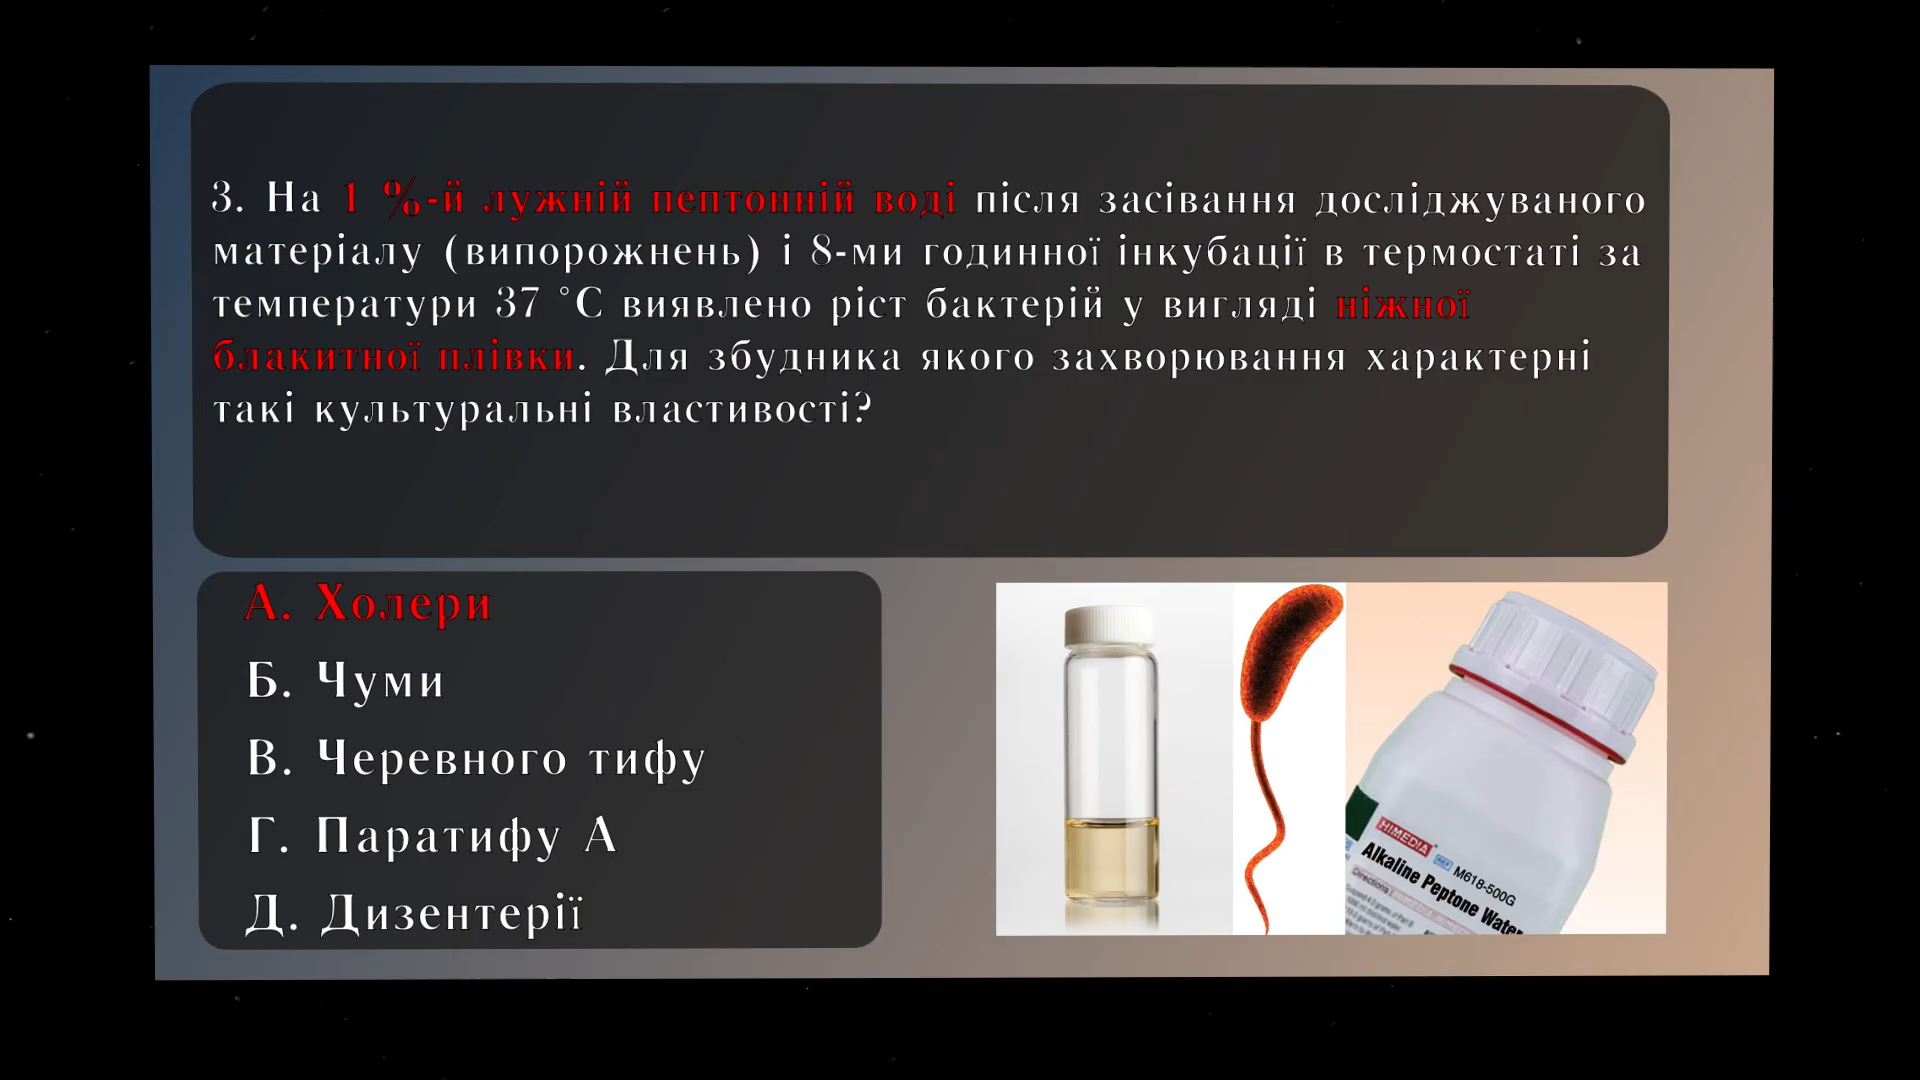 3. На 1 %-й лужній пептонній воді після засівання досліджуваного
матеріалу (випорожнень) і 8-ми годинної інкубації в термостаті за
температури 37 °С виявлено ріст бактерій у вигляді ніжної
блакитної плівки. Для збудника якого захворювання характерні
такі культуральні властивості?
А. Холери
Б. Чуми
В. Черевного тифу
Г. Паратифу А
Д. Дизентерії
HIMEDIA
M618-500G
Alkaline Peptone Water
Directions